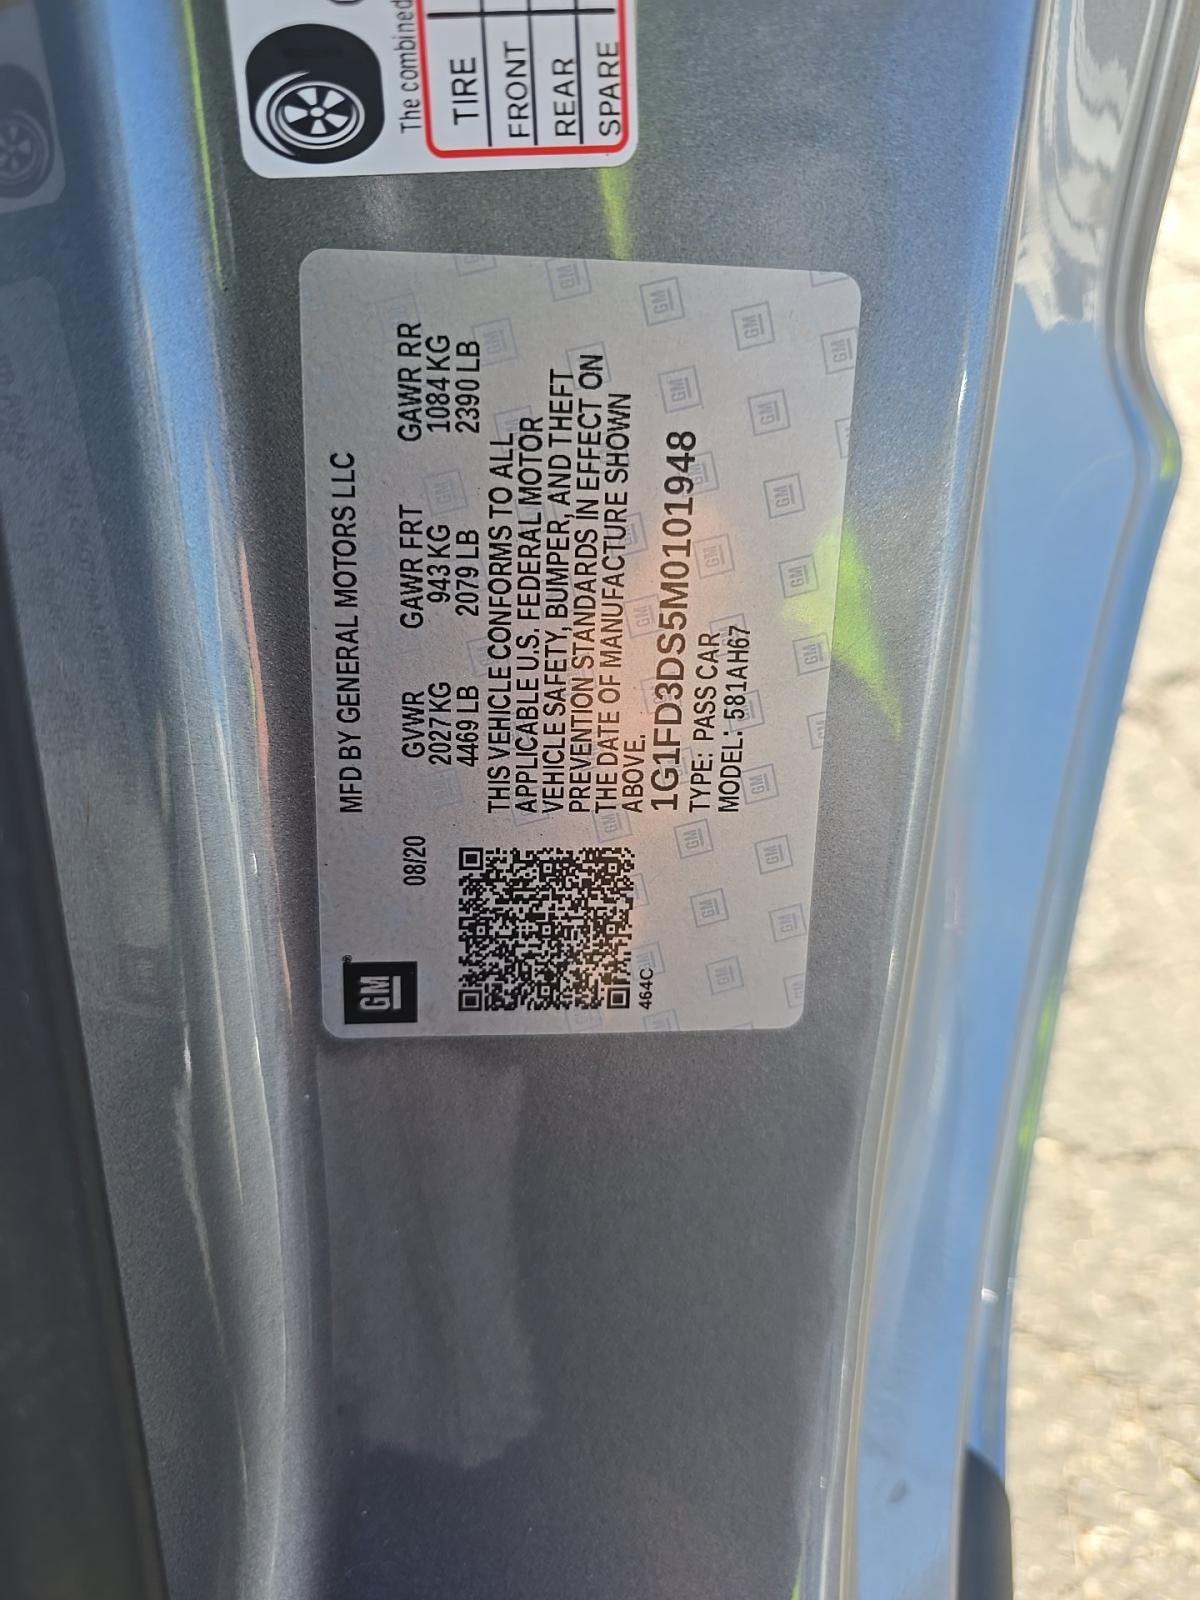 The combined
TIRE
FRONT
REAR
SPARE
GM
MFD BY GENERAL MOTORS LLC
08/20 GVWR GAWR FRT GAWR RR
2027 KG 943 KG 1084 KG
4469 LB 2079 LB 2390 LB
THIS VEHICLE CONFORMS TO ALL
APPLICABLE U.S. FEDERAL MOTOR
VEHICLE SAFETY, BUMPER, AND THEFT
PREVENTION STANDARDS IN EFFECT ON
THE DATE OF MANUFACTURE SHOWN
ABOVE.
464C
1G1FD3DS5M0101948
TYPE: PASS CAR
MODEL: 581AH67